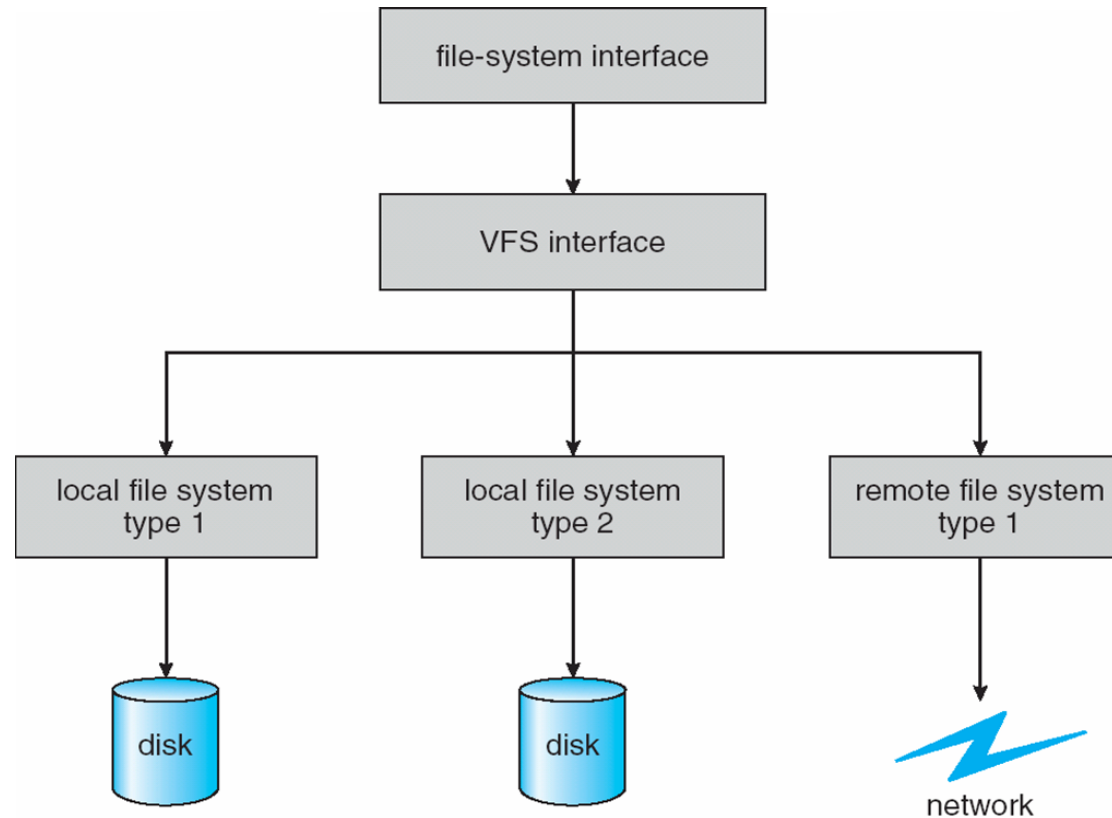 file-system interface
VFS interface
local file system
type 1
local file system
type 2
remote file system
type 1
disk
disk
network